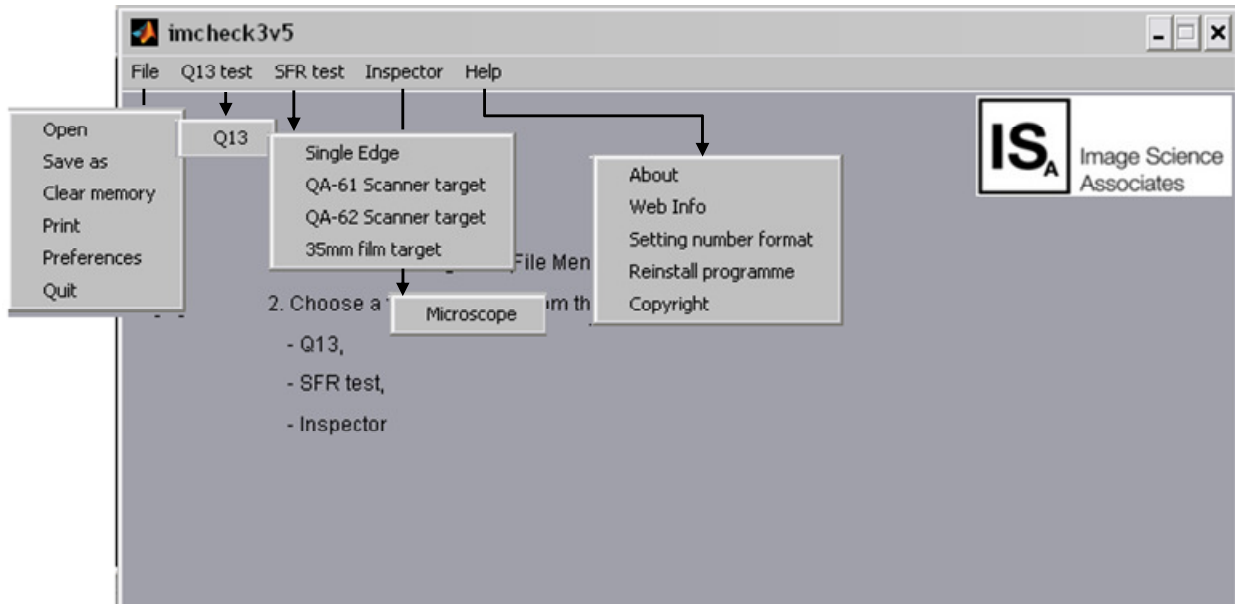 imcheck3v5
File Q13 test SFR test Inspector Help
Open
Save as
Clear memory
Print
Preferences
Quit
Q13
Single Edge
QA-61 Scanner target
QA-62 Scanner target
35mm film target
Microscope
About
Web Info
Setting number format
Reinstall programme
Copyright
ISA Image Science
Associates
File Men
2. Choose a
- Q13,
- SFR test,
- Inspector